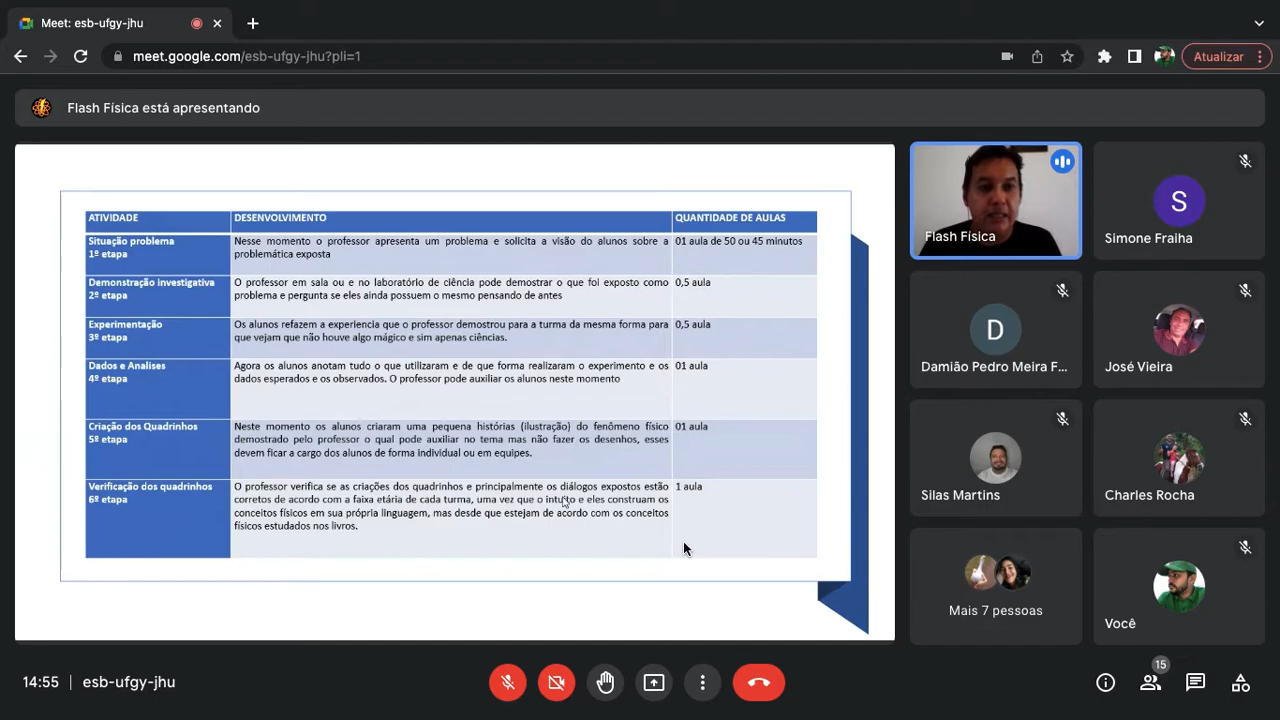 Meet: esb-ufgy-jhu
meet.google.com/esb-ufgy-jhu?pli=1
Atualizar
Flash Física está apresentando
ATIVIDADE
DESENVOLVIMENTO
QUANTIDADE DE AULAS
Situação problema
1ª etapa
Nesse momento o professor apresenta um problema e solicita a visão do alunos sobre a
problemática exposta
01 aula de 50 ou 45 minutos
Demonstração investigativa
2ª etapa
O professor em sala ou e no laboratório de ciência pode demostrar o que foi exposto como
problema e pergunta se eles ainda possuem o mesmo pensando de antes
0,5 aula
Experimentação
3ª etapa
Os alunos refazem a experiencia que o professor demostrou para a turma da mesma forma para
que vejam que não houve algo mágico e sim apenas ciências.
0,5 aula
Dados e Analises
4ª etapa
Agora os alunos anotam tudo o que utilizaram e de que forma realizaram o experimento e os
dados esperados e os observados. O professor pode auxiliar os alunos neste momento
01 aula
Criação dos Quadrinhos
5ª etapa
Neste momento os alunos criaram uma pequena histórias (ilustração) do fenômeno físico
demostrado pelo professor o qual pode auxiliar no tema mas não fazer os desenhos, esses
devem ficar a cargo dos alunos de forma individual ou em equipes.
01 aula
Verificação dos quadrinhos
6ª etapa
O professor verifica se as criações dos quadrinhos e principalmente os diálogos expostos estão
corretos de acordo com a faixa etária de cada turma, uma vez que o intuito e eles construam os
conceitos físicos em sua própria linguagem, mas desde que estejam de acordo com os conceitos
físicos estudados nos livros.
1 aula
Flash Física
S
Simone Fralha
D
Damião Pedro Meira F...
José Vieira
Silas Martins
Charles Rocha
Mais 7 pessoas
Você
14:55 | esb-ufgy-jhu
15